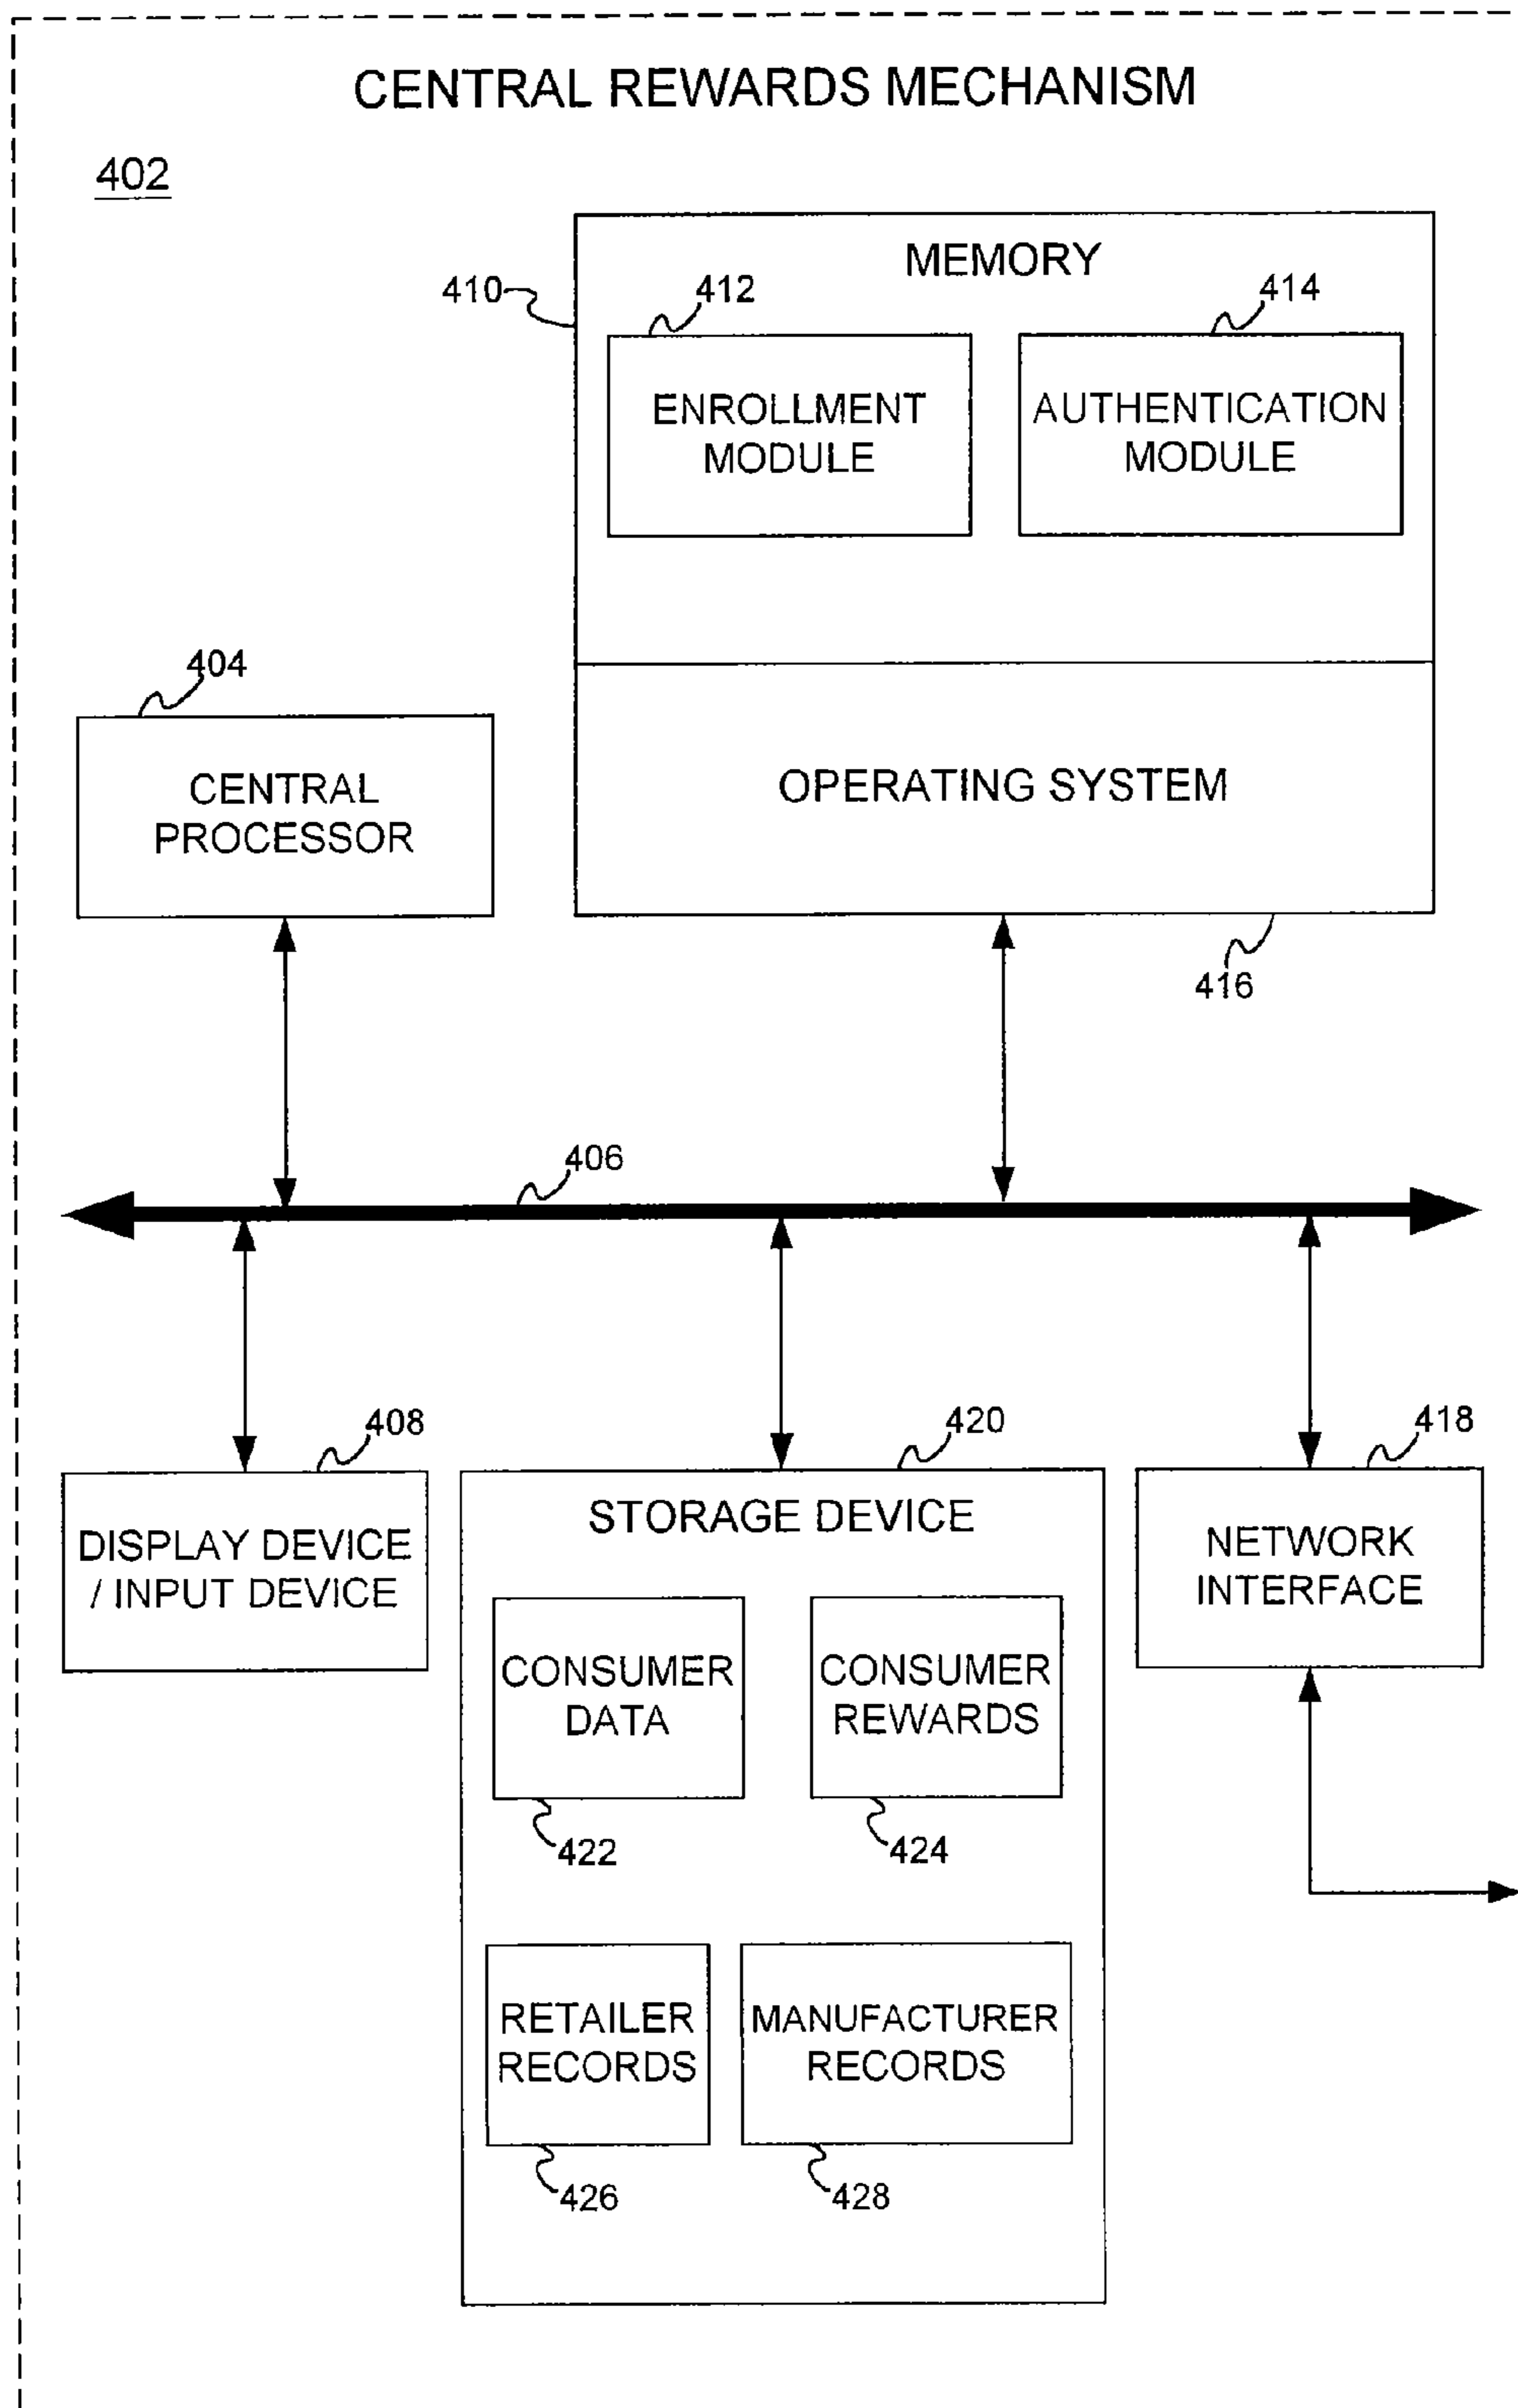 CENTRAL REWARDS MECHANISM
402
MEMORY
410
412
414
ENROLLMENT
MODULE
AUTHENTICATION
MODULE
404
CENTRAL
PROCESSOR
OPERATING SYSTEM
416
406
408
420
418
DISPLAY DEVICE
/ INPUT DEVICE
STORAGE DEVICE
NETWORK
INTERFACE
CONSUMER
DATA
CONSUMER
REWARDS
422
424
RETAILER
RECORDS
MANUFACTURER
RECORDS
426
428